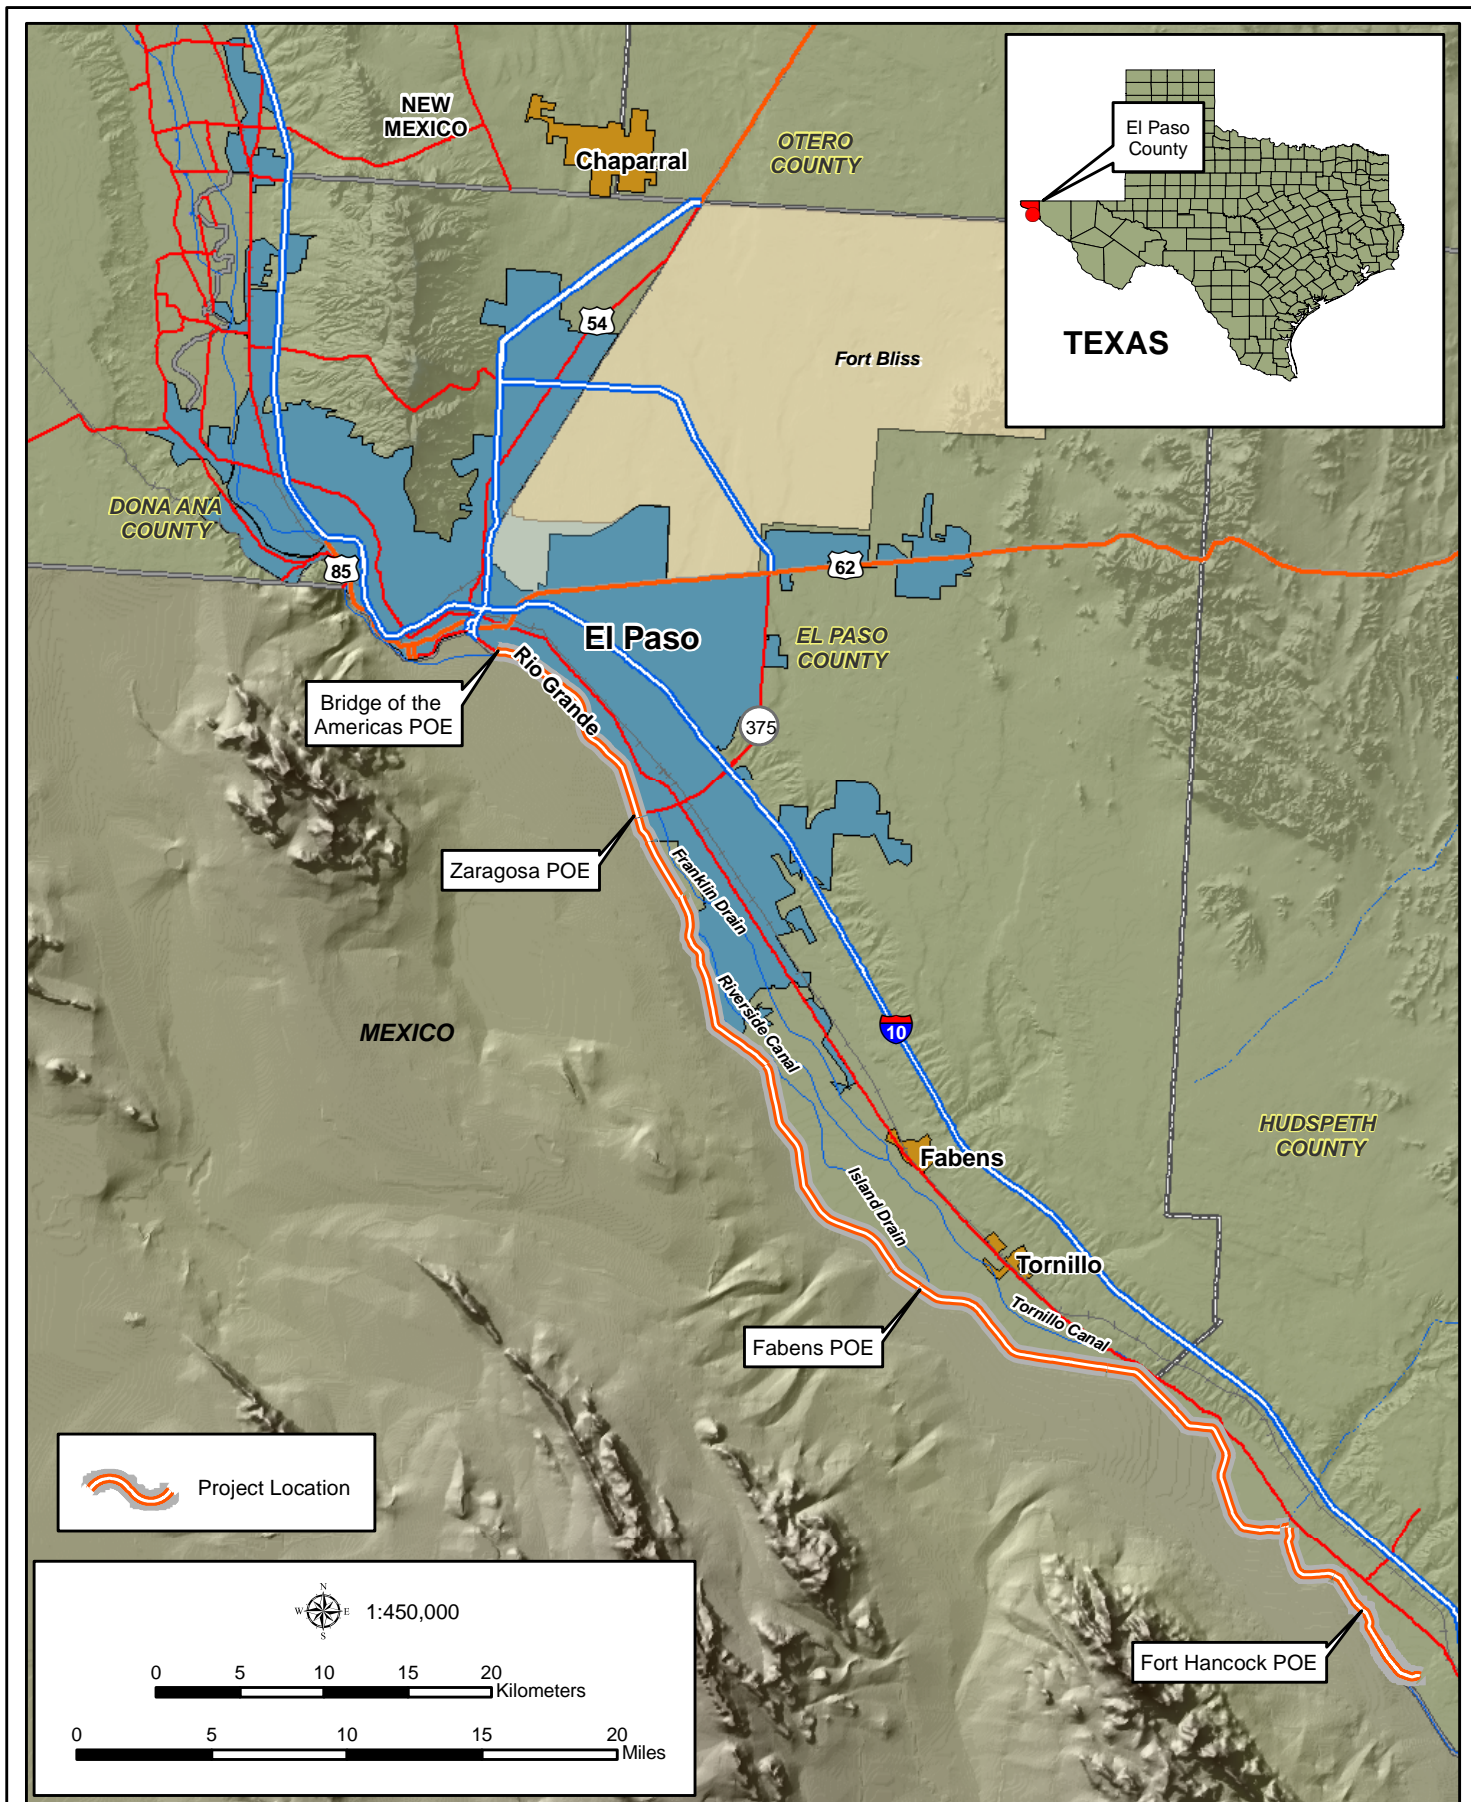 NEW
MEXICO
Chaparral
OTERO
COUNTY
El Paso
County
TEXAS
54
Fort Bliss
DONA ANA
COUNTY
85
62
El Paso
EL PASO
COUNTY
Rio Grande
Bridge of the
Americas POE
375
Zaragosa POE
Franklin Drain
Riverside Canal
MEXICO
10
HUDSPETH
COUNTY
Fabens
Island Drain
Tornillo
Tornillo Canal
Fabens POE
Project Location
Fort Hancock POE
N
W E
S
1:450,000
0 5 10 15 20
Kilometers
0 5 10 15 20
Miles